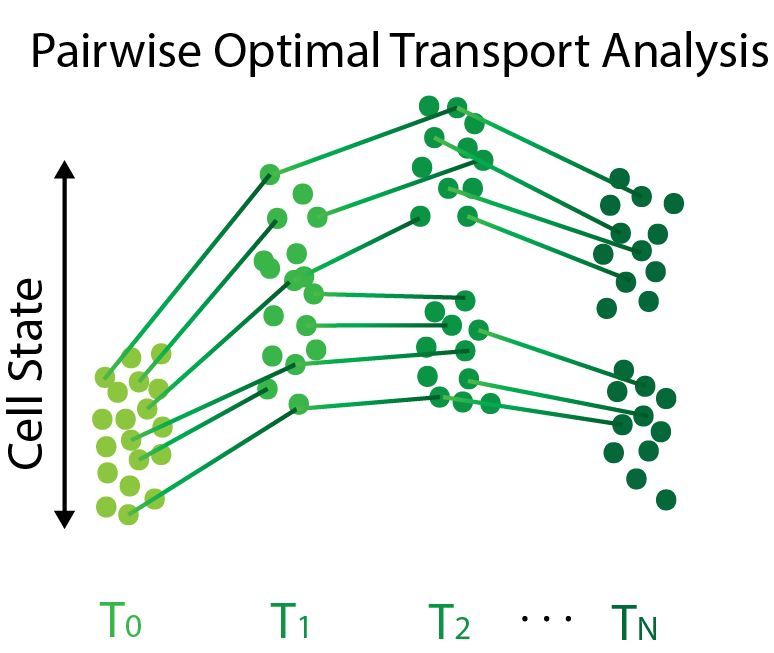 Pairwise Optimal Transport Analysis
Cell State
T0 T1 T2 ... TN